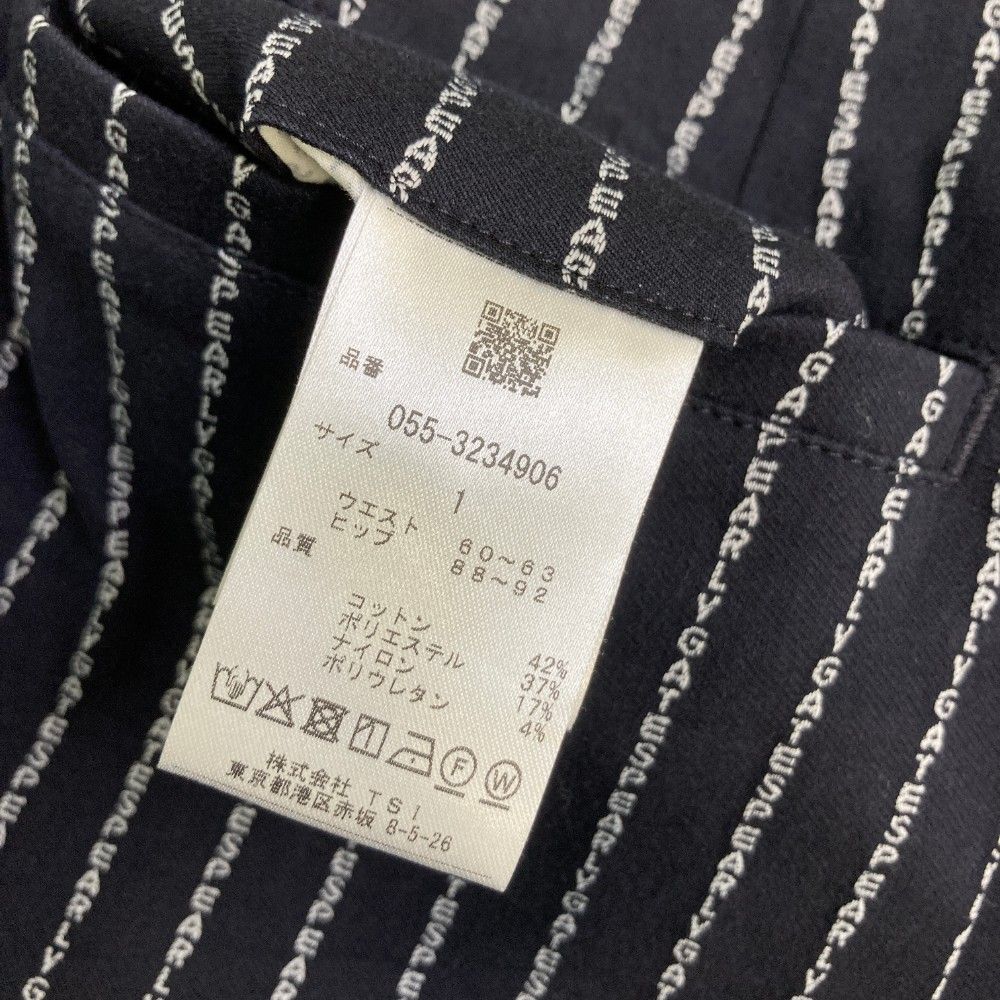 品番
055-3234906
サイズ
1
ウエスト 60～63
ヒップ 88～92
品質
コットン 42%
ポリエステル 37%
ナイロン 17%
ポリウレタン 4%
F W
株式会社 TSI
東京都港区赤坂 8-5-26
PEARLY GATES PEARLY GATES